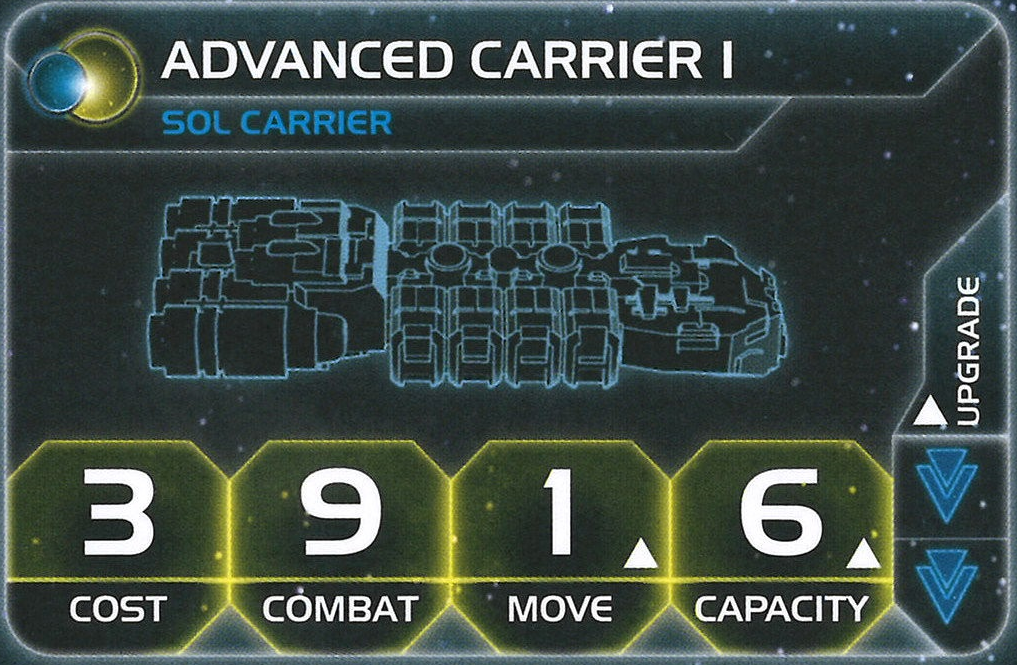 ADVANCED CARRIER I
SOL CARRIER
UPGRADE
3
9
1
6
COST
COMBAT
MOVE
CAPACITY